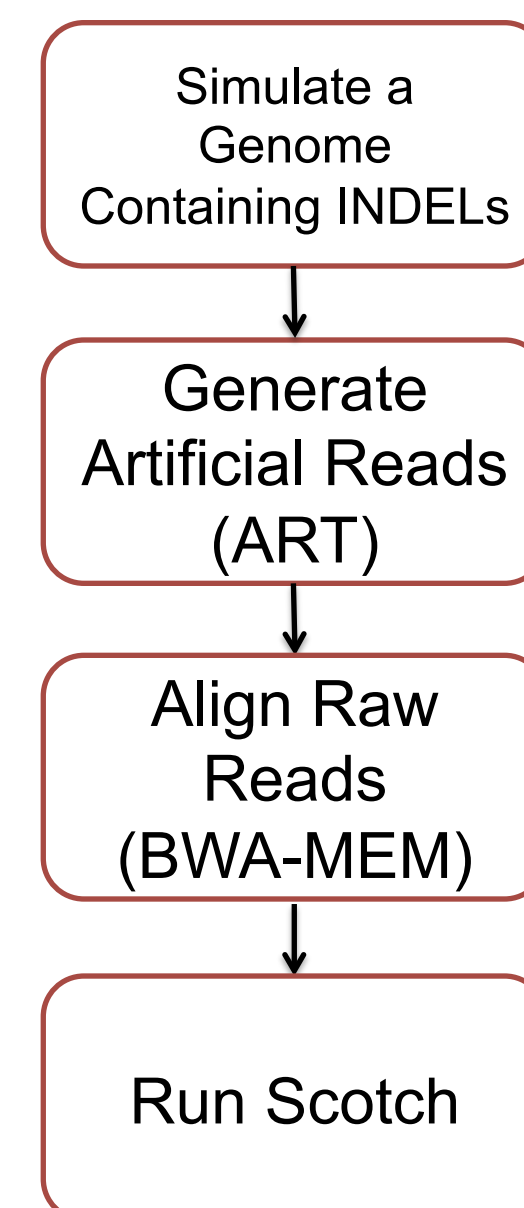 Simulate a
Genome
Containing INDELs
Generate
Artificial Reads
(ART)
Align Raw
Reads
(BWA-MEM)
Run Scotch